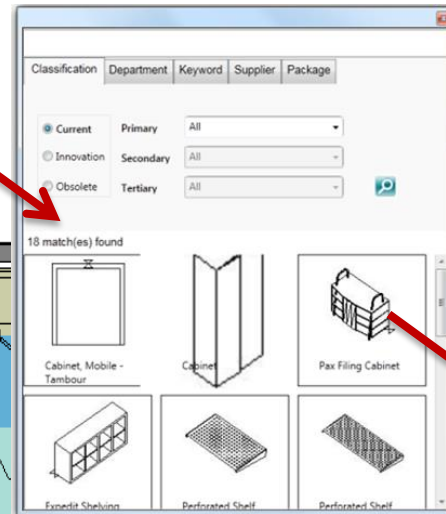 Classification Department Keyword Supplier Package
Current Primary All
Innovation Secondary All
Obsolete Tertiary All
18 match(es) found
Cabinet, Mobile - Cabinet Pax Filing Cabinet
Tambour
Expedit Shelving Perforated Shelf Perforated Shelf